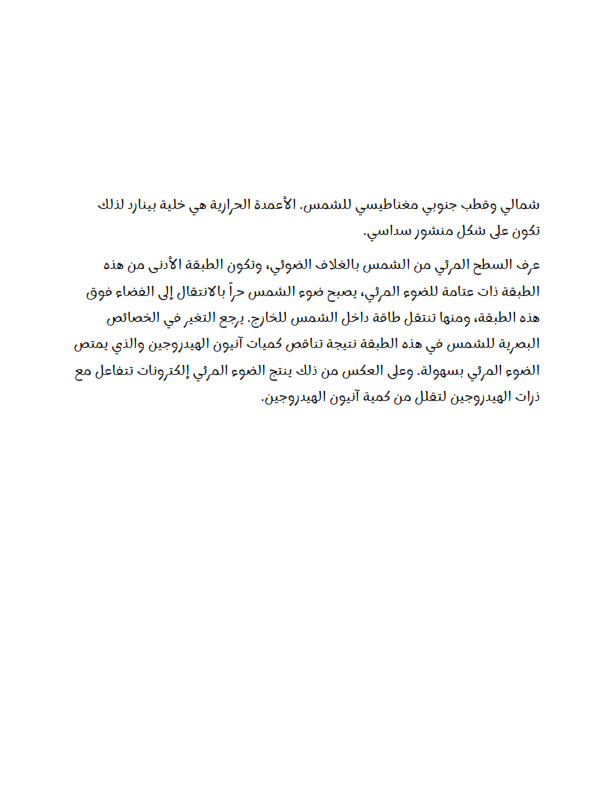 شمالي وقطب جنوبي مغناطيسي للشمس. الأعمدة الحرارية هي خلية بينارد لذلك
تكون على شكل منشور سداسي.
عرف السطح المرئي من الشمس بالغلاف الضوئي، وتكون الطبقة الأدنى من هذه
الطبقة ذات عتامة للضوء المرئي، يصبح ضوء الشمس حراً بالانتقال إلى الفضاء فوق
هذه الطبقة، ومنها تنتقل طاقة داخل الشمس للخارج. يرجع التغير في الخصائص
البصرية للشمس في هذه الطبقة نتيجة تناقص كميات آنيون الهيدروجين والذي يمتص
الضوء المرئي بسهولة. وعلى العكس من ذلك ينتج الضوء المرئي إلكترونات تتفاعل مع
ذرات الهيدروجين لتقلل من كمية آنيون الهيدروجين.